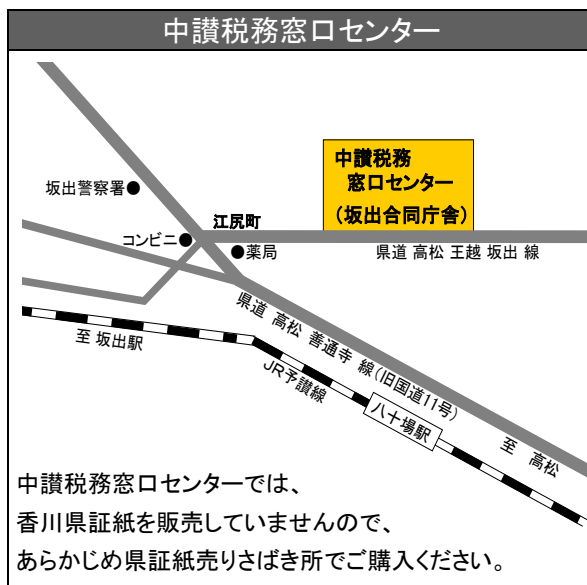 中讃税務窓口センター
中讃税務
窓口センター
(坂出合同庁舎)
坂出警察署
江尻町
コンビニ
薬局
県道 高松 王越 坂出 線
県道 高松 善通寺 線(旧国道11号)
至 坂出駅
JR予讃線
八十場駅
至 高松
中讃税務窓口センターでは、
香川県証紙を販売していませんので、
あらかじめ県証紙売りさばき所でご購入ください。